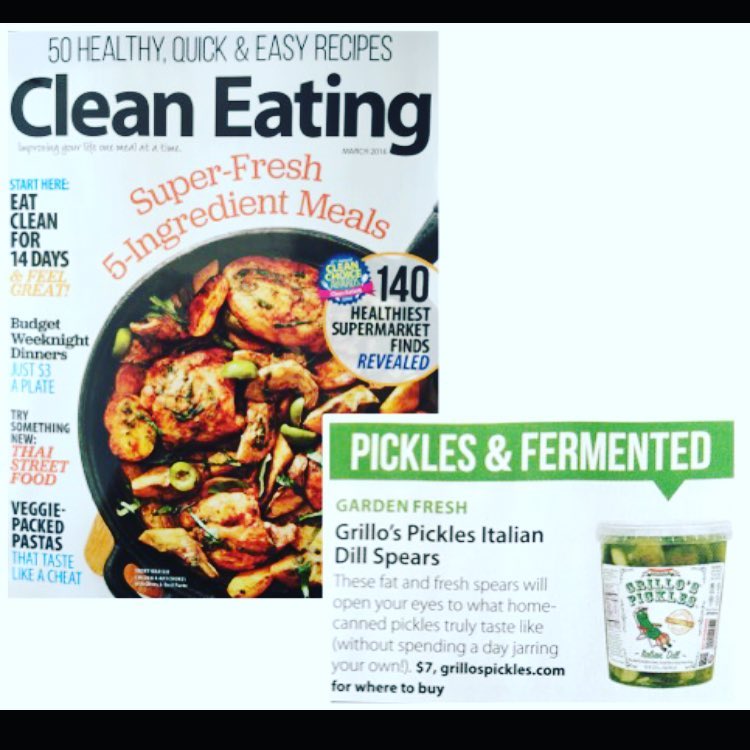 50 HEALTHY, QUICK & EASY RECIPES
Clean Eating
Improving your life one meal at a time.
MARCH 2016
Super-Fresh
5-Ingredient Meals
START HERE:
EAT
CLEAN
FOR
14 DAYS
& FEEL
GREAT!
Budget
Weeknight
Dinners
JUST $3
A PLATE
TRY
SOMETHING
NEW:
THAI
STREET
FOOD
VEGGIE-
PACKED
PASTAS
THAT TASTE
LIKE A CHEAT
CLEAN
CHOICE
AWARDS
140
HEALTHIEST
SUPERMARKET
FINDS
REVEALED
PICKLES & FERMENTED
GARDEN FRESH
Grillo's Pickles Italian
Dill Spears
These fat and fresh spears will
open your eyes to what home-
canned pickles truly taste like
(without spending a day jarring
your own!). $7, grillospickles.com
for where to buy
GRILLO'S
PICKLES
Italian Dill